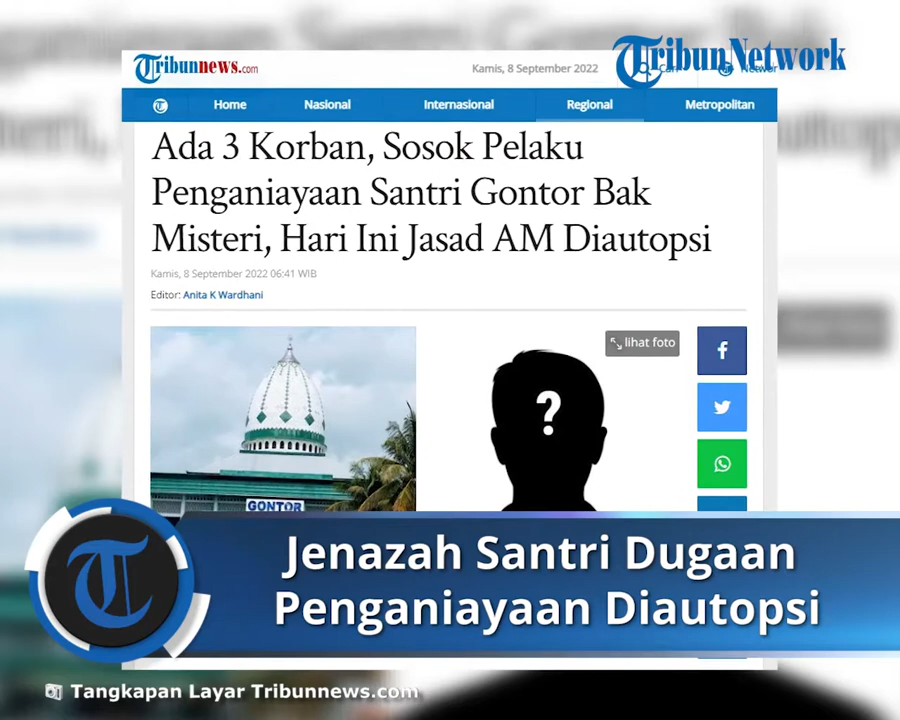 Tribunnews.com
Kamis, 8 September 2022
Cari
Network
TribunNetwork
Home
Nasional
Internasional
Regional
Metropolitan
Ada 3 Korban, Sosok Pelaku
Penganiayaan Santri Gontor Bak
Misteri, Hari Ini Jasad AM Diautopsi
Kamis, 8 September 2022 06:41 WIB
Editor: Anita K Wardhani
lihat foto
?
GONTOR
Jenazah Santri Dugaan
Penganiayaan Diautopsi
Tangkapan Layar Tribunnews.com